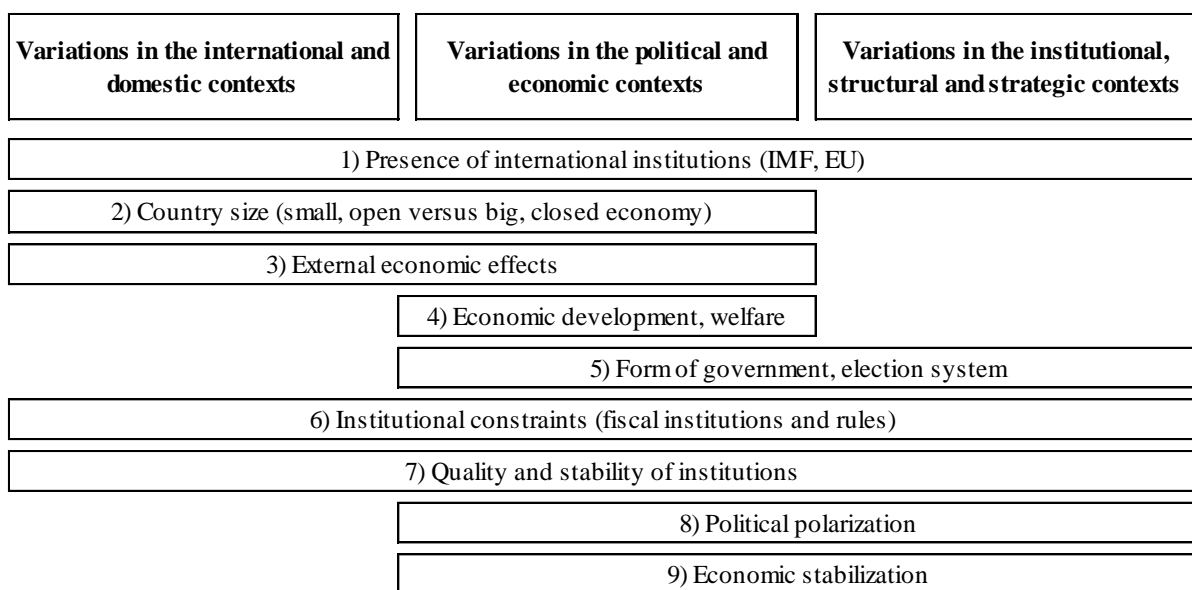 Variations in the international and
domestic contexts
Variations in the political and
economic contexts
Variations in the institutional,
structural and strategic contexts
1) Presence of international institutions (IMF, EU)
2) Country size (small, open versus big, closed economy)
3) External economic effects
4) Economic development, welfare
5) Form of government, election system
6) Institutional constraints (fiscal institutions and rules)
7) Quality and stability of institutions
8) Political polarization
9) Economic stabilization